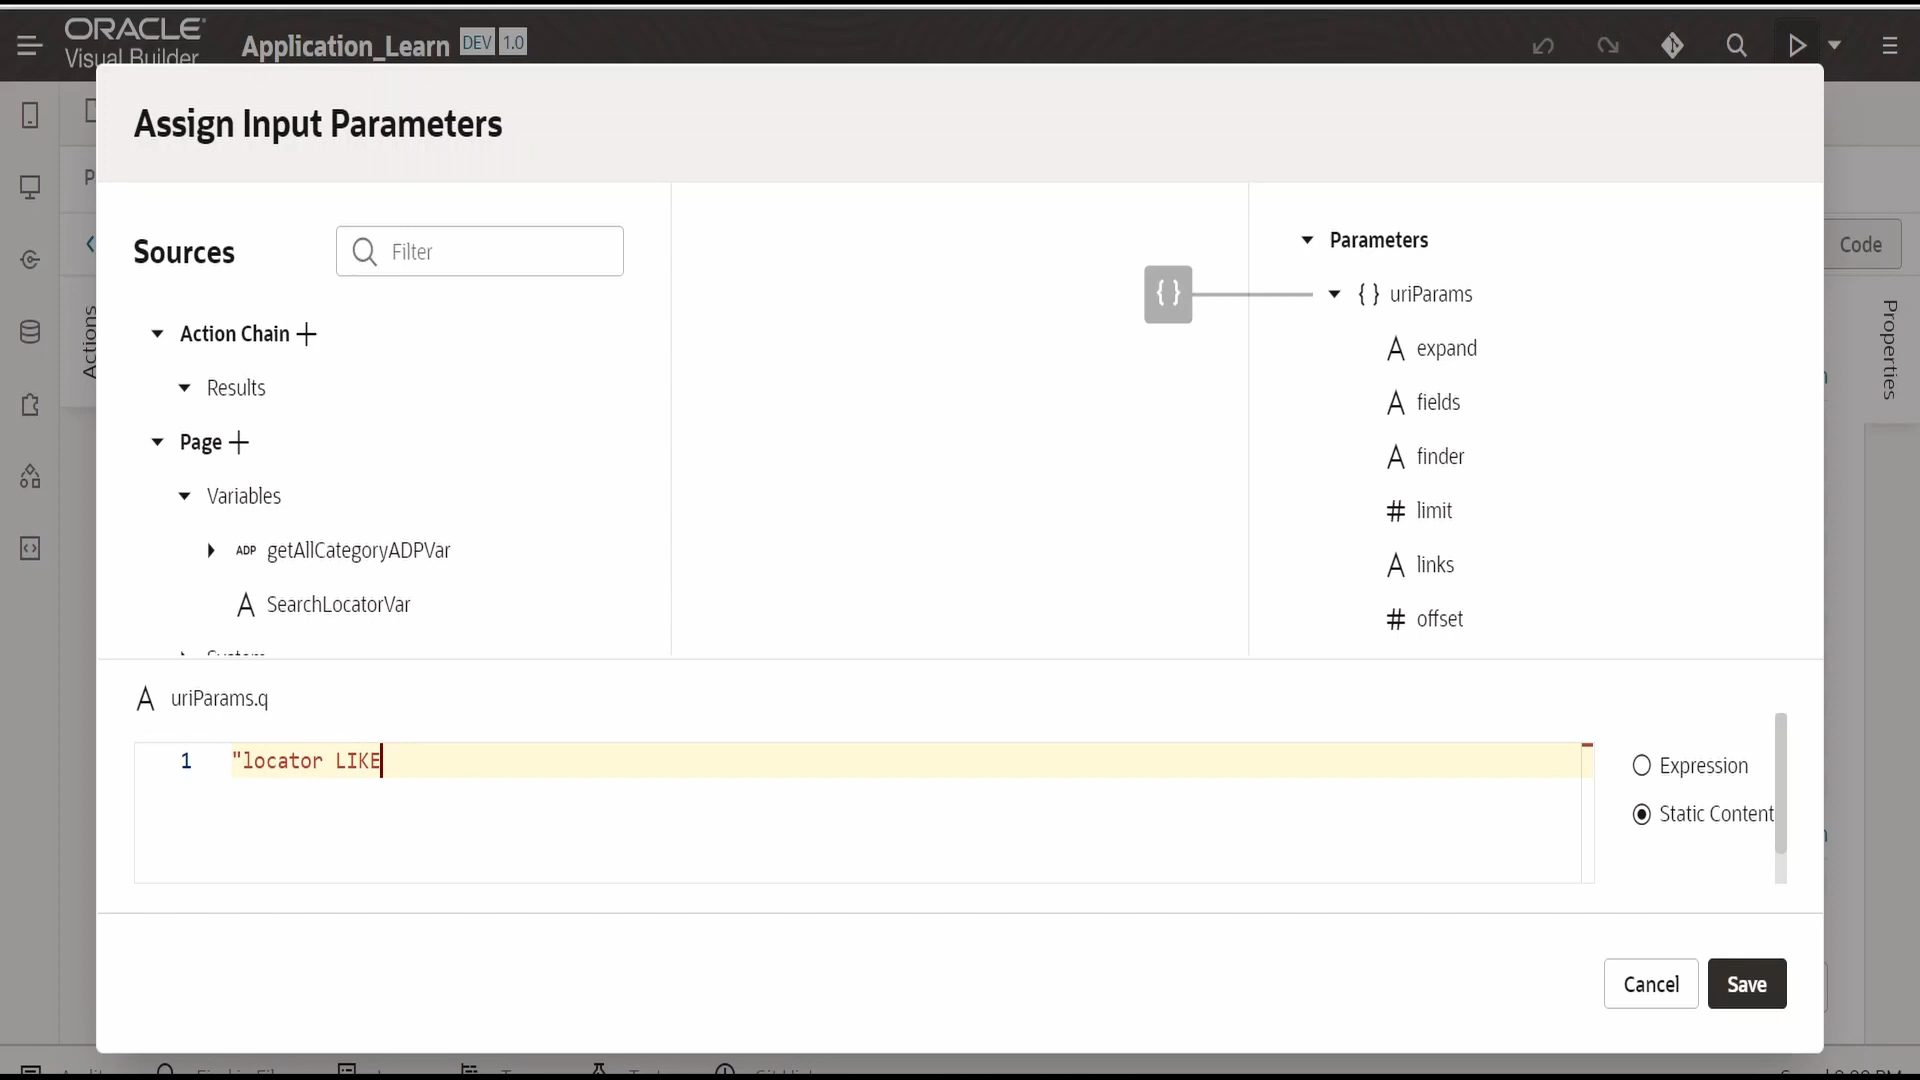 ORACLE
Visual Builder
Application_Learn DEV 1.0
Assign Input Parameters
Code
Actions
Properties
Sources
Filter
Action Chain
Results
Page
Variables
ADP getAllCategoryADPVar
A SearchLocatorVar
System
Parameters
{ } { } uriParams
A expand
A fields
A finder
# limit
A links
# offset
A uriParams.q
1 "locator LIKE
Expression
Static Content
Cancel
Save